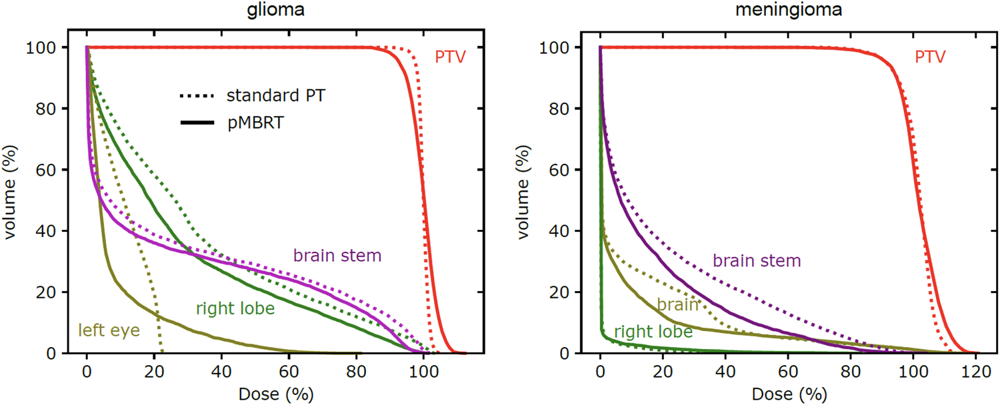 glioma
100
80
60
40
20
0
volume (%)
PTV
standard PT
pMBRT
brain stem
right lobe
left eye
0 20 40 60 80 100
Dose (%)
meningioma
100
80
60
40
20
0
volume (%)
PTV
brain stem
brain
right lobe
0 20 40 60 80 100 120
Dose (%)